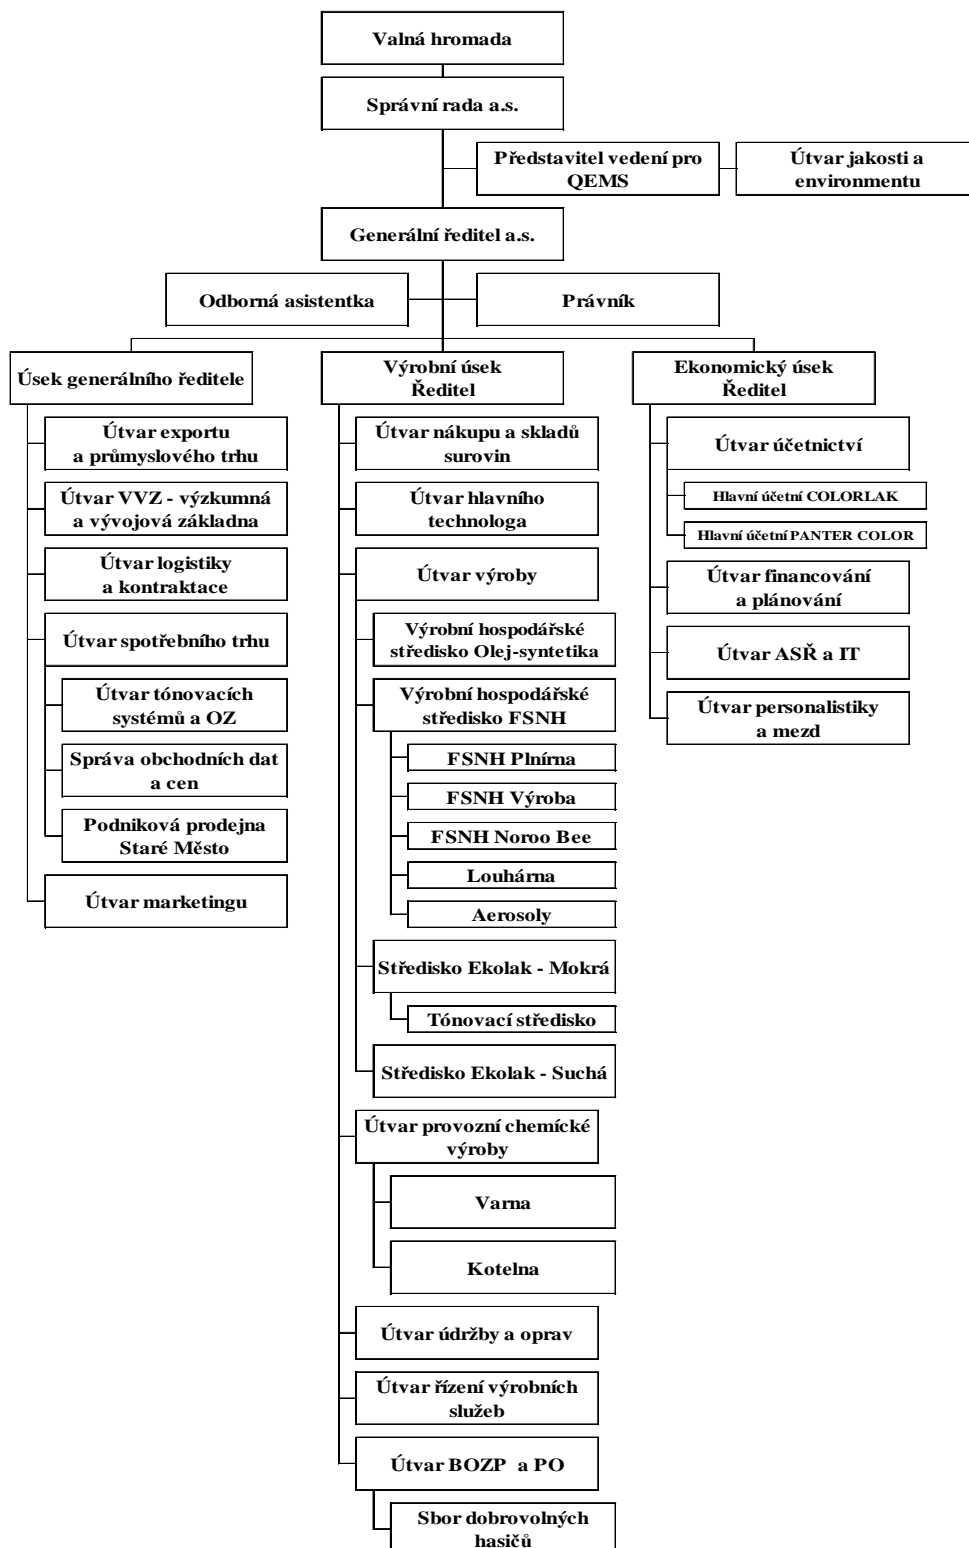 Valná hromada
Správní rada a.s.
Představitel vedení pro
QEMS
Útvar jakosti a
environmentu
Generální ředitel a.s.
Odborná asistentka
Právník
Úsek generálního ředitele
Útvar exportu
a průmyslového trhu
Útvar VVZ - výzkumná
a vývojová základna
Útvar logistiky
a kontraktace
Útvar spotřebního trhu
Útvar tónovacích
systémů a OZ
Správa obchodních dat
a cen
Podniková prodejna
Staré Město
Útvar marketingu
Výrobní úsek
Ředitel
Útvar nákupu a skladů
surovin
Útvar hlavního
technologa
Útvar výroby
Výrobní hospodářské
středisko Olej-syntetika
Výrobní hospodářské
středisko FSNH
FSNH Plnírna
FSNH Výroba
FSNH Noroo Bee
Louhárna
Aerosoly
Středisko Ekolak - Mokrá
Tónovací středisko
Středisko Ekolak - Suchá
Útvar provozní chemícké
výroby
Varna
Kotelna
Útvar údržby a oprav
Útvar řízení výrobních
služeb
Útvar BOZP a PO
Sbor dobrovolných
hasičů
Ekonomický úsek
Ředitel
Útvar účetnictví
Hlavní účetní COLORLAK
Hlavní účetní PANTER COLOR
Útvar financování
a plánování
Útvar ASŘ a IT
Útvar personalistiky
a mezd